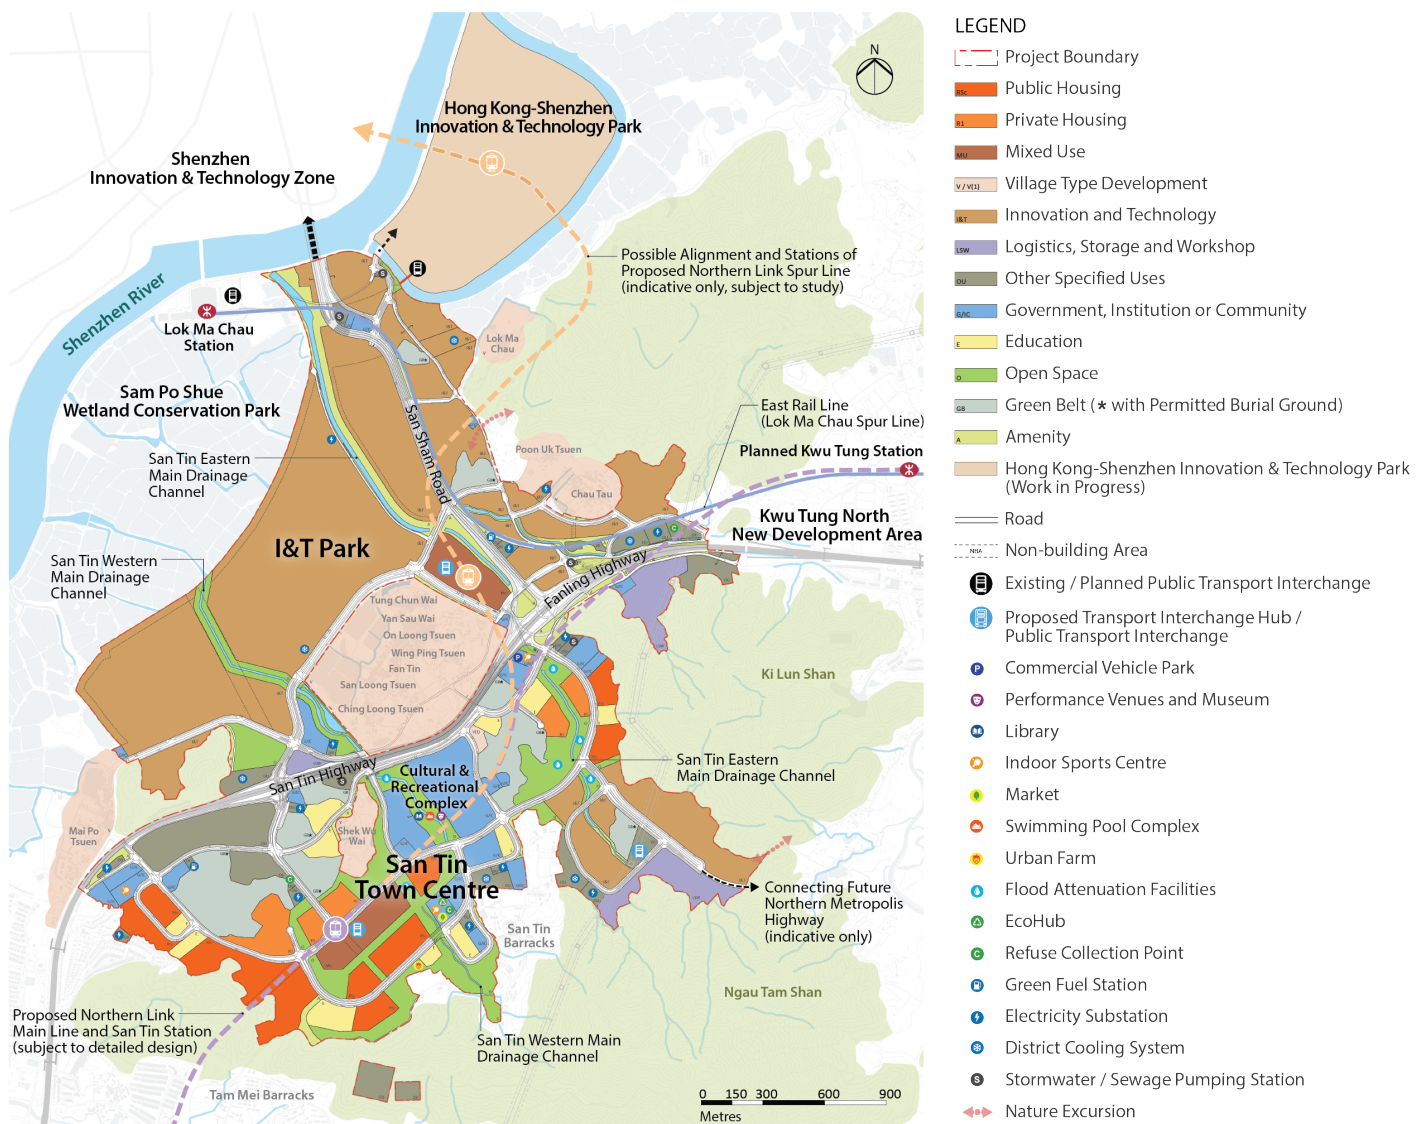 Hong Kong-Shenzhen
Innovation & Technology Park
N
Shenzhen
Innovation & Technology Zone
Possible Alignment and Stations of
Proposed Northern Link Spur Line
(indicative only, subject to study)
Shenzhen River
Lok Ma Chau
Station
Lok Ma
Chau
Sam Po Shue
Wetland Conservation Park
San Sham Road
East Rail Line
(Lok Ma Chau Spur Line)
Planned Kwu Tung Station
San Tin Eastern
Main Drainage
Channel
Poon Uk Tsuen
Chau Tau
Kwu Tung North
New Development Area
I&T Park
San Tin Western
Main Drainage
Channel
Fanling Highway
Tung Chun Wai
Yan Sau Wai
On Loong Tsuen
Wing Ping Tsuen
Fan Tin
San Loong Tsuen
Ching Loong Tsuen
Ki Lun Shan
San Tin Highway
Cultural &
Recreational
Complex
San Tin Eastern
Main Drainage Channel
Mai Po
Tsuen
Shek Wu
Wai
San Tin
Town Centre
Connecting Future
Northern Metropolis
Highway
(indicative only)
San Tin
Barracks
Ngau Tam Shan
Proposed Northern Link
Main Line and San Tin Station
(subject to detailed design)
San Tin Western Main
Drainage Channel
Tam Mei Barracks
0 150 300 600 900
Metres
LEGEND
Project Boundary
RSc Public Housing
R1 Private Housing
MU Mixed Use
V / V(1) Village Type Development
I&T Innovation and Technology
LSW Logistics, Storage and Workshop
OU Other Specified Uses
G/IC Government, Institution or Community
E Education
O Open Space
GB Green Belt (* with Permitted Burial Ground)
A Amenity
Hong Kong-Shenzhen Innovation & Technology Park
(Work in Progress)
Road
NBA Non-building Area
Existing / Planned Public Transport Interchange
Proposed Transport Interchange Hub /
Public Transport Interchange
P Commercial Vehicle Park
Performance Venues and Museum
Library
Indoor Sports Centre
Market
Swimming Pool Complex
Urban Farm
Flood Attenuation Facilities
EcoHub
C Refuse Collection Point
Green Fuel Station
Electricity Substation
District Cooling System
S Stormwater / Sewage Pumping Station
Nature Excursion